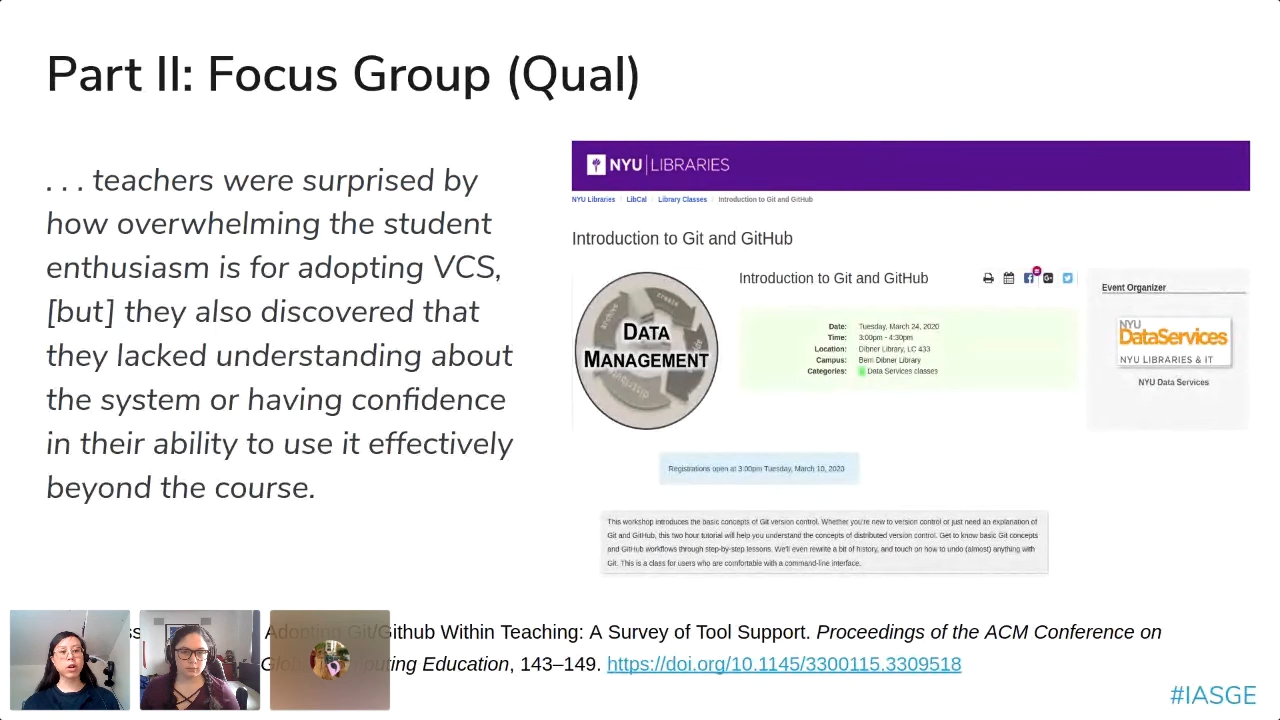 Part II: Focus Group (Qual)
. . . teachers were surprised by
how overwhelming the student
enthusiasm is for adopting VCS,
[but] they also discovered that
they lacked understanding about
the system or having confidence
in their ability to use it effectively
beyond the course.
NYU LIBRARIES
NYU Libraries / LibCal / Library Classes / Introduction to Git and GitHub
Introduction to Git and GitHub
DATA
MANAGEMENT
create
archive
Introduction to Git and GitHub
Date: Tuesday, March 24, 2020
Time: 3:00pm - 4:30pm
Location: Dibner Library, LC 433
Campus: Bern Dibner Library
Categories: Data Services classes
Event Organizer
NYU
DataServices
NYU LIBRARIES & IT
NYU Data Services
Registrations open at 3:00pm Tuesday, March 10, 2020
This workshop introduces the basic concepts of Git version control. Whether you're new to version control or just need an explanation of
Git and GitHub, this two hour tutorial will help you understand the concepts of distributed version control. Get to know basic Git concepts
and GitHub workflows through step-by-step lessons. We'll even rewrite a bit of history, and touch on how to undo (almost) anything with
Git. This is a class for users who are comfortable with a command-line interface.
Adopting Git/Github Within Teaching: A Survey of Tool Support. Proceedings of the ACM Conference on
Global Computing Education, 143–149. https://doi.org/10.1145/3300115.3309518
#IASGE